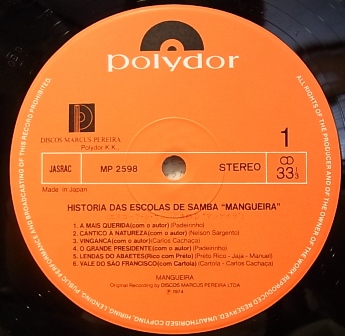 polydor
DISCOS MARCUS PEREIRA
Polydor K.K.
1
JASRAC
MP 2598
STEREO
33⅓
Made in Japan
HISTORIA DAS ESCOLAS DE SAMBA "MANGUEIRA"
1. A MAIS QUERIDA(com o autor) (Padeirinho)
2. CANTICO A NATUREZA(com o autor) (Nelson Sargento)
3. VINGANCA(com o autor)(Carlos Cachaça)
4. O GRANDE PRESIDENTE(com o autor) (Padeirinho)
5. LENDAS DO ABAETES(Rico com Preto) (Preto Rico - Jaja - Manuel)
6. VALE DO SAO FRANCISCO(com Cartola) (Cartola - Carlos Cachaca)
MANGUEIRA
Original Recording by DISCOS MARCUS PEREIRA LTDA
Ⓟ 1974
ALL RIGHTS OF THE PRODUCER AND OF THE OWNER OF THE WORK REPRODUCED RESERVED. UNAUTHORISED COPYING, HIRING, LENDING, PUBLIC PERFORMANCE AND BROADCASTING OF THIS RECORD PROHIBITED.